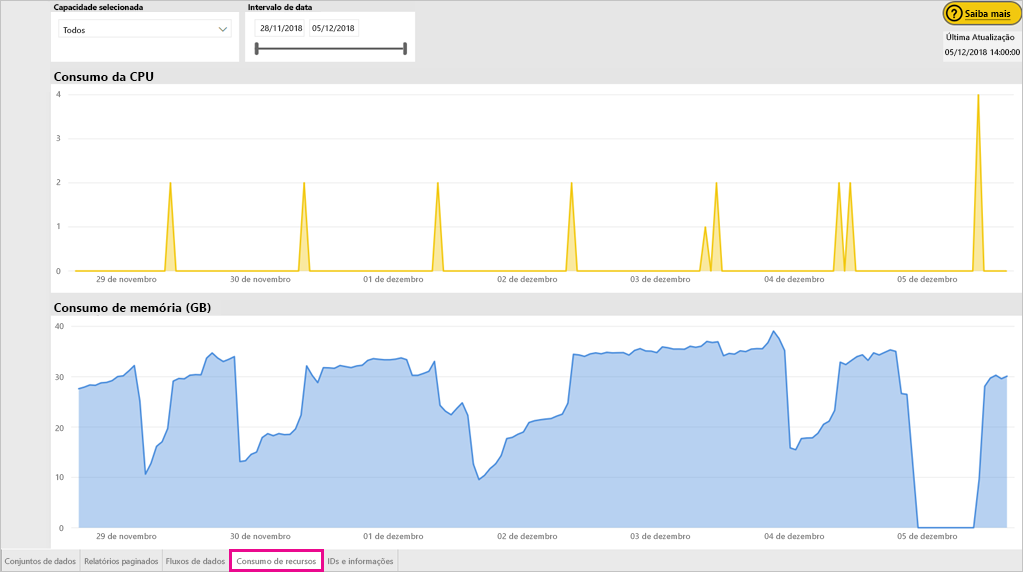 Capacidade selecionada
Todos
Intervalo de data
28/11/2018 05/12/2018
? Saiba mais
Última Atualização
05/12/2018 14:00:00
Consumo da CPU
4
3
2
1
0
29 de novembro 30 de novembro 01 de dezembro 02 de dezembro 03 de dezembro 04 de dezembro 05 de dezembro
Consumo de memória (GB)
40
30
20
10
0
29 de novembro 30 de novembro 01 de dezembro 02 de dezembro 03 de dezembro 04 de dezembro 05 de dezembro
Conjuntos de dados Relatórios paginados Fluxos de dados Consumo de recursos IDs e informações